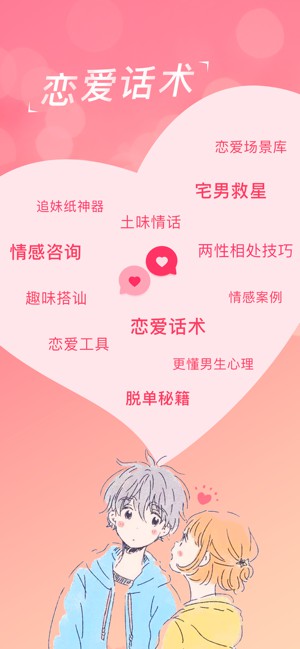 恋爱话术
恋爱场景库
宅男救星
追妹纸神器
土味情话
情感咨询
两性相处技巧
趣味搭讪
情感案例
恋爱话术
恋爱工具
更懂男生心理
脱单秘籍